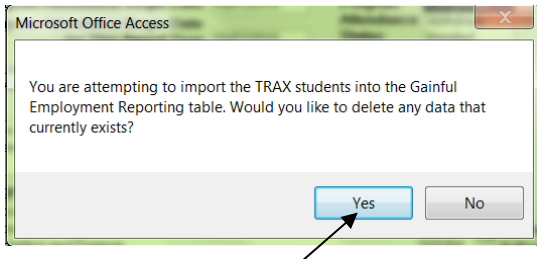 Microsoft Office Access
You are attempting to import the TRAX students into the Gainful
Employment Reporting table. Would you like to delete any data that
currently exists?
Yes No